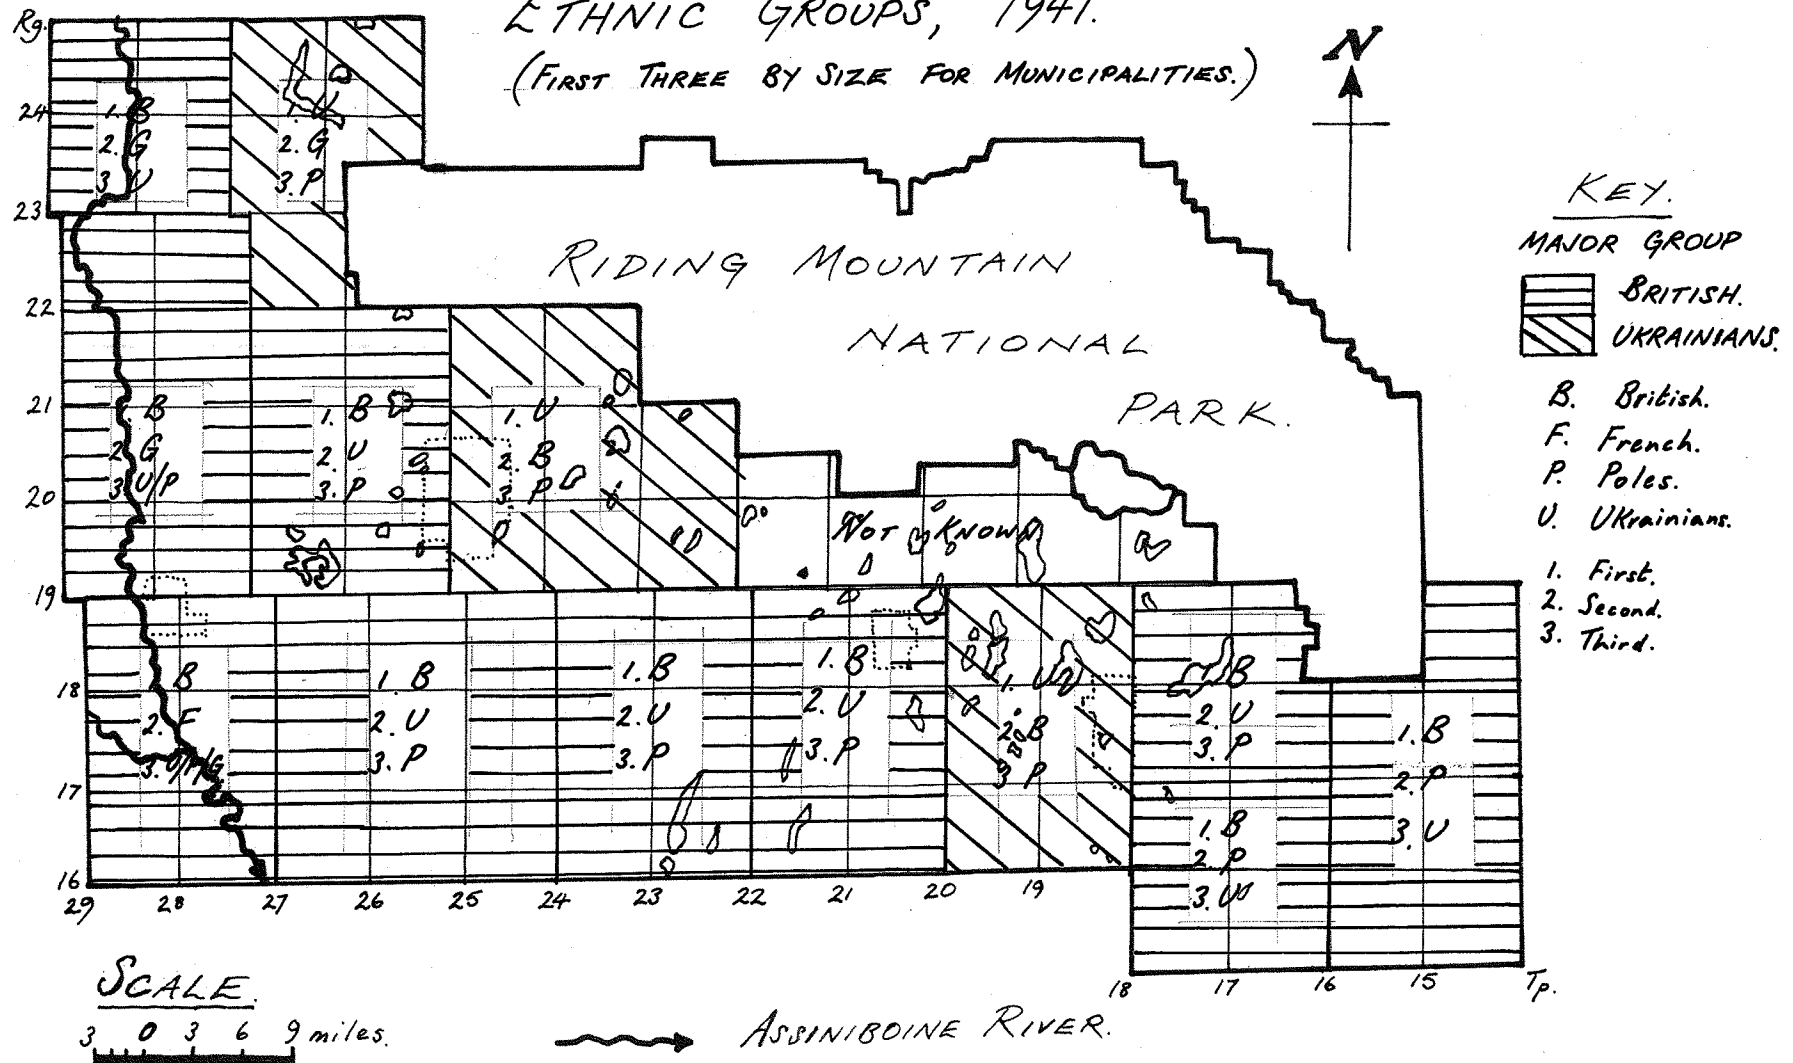 ETHNIC GROUPS, 1941.
(FIRST THREE BY SIZE FOR MUNICIPALITIES.)
N
Rg.
24
23
22
21
20
19
18
17
16
1. B
2. G
3. U
1. U
2. G
3. P
RIDING MOUNTAIN
NATIONAL
PARK.
1. B
2. G
3. U/P
1. B
2. U
3. P
1. U
2. B
3. P
NOT KNOWN
B
2. F
1. B
2. U
3. P
1. B
2. U
3. P
1. B
2. U
3. P
1. U
2. B
3. P
1. B
2. U
3. P
1. B
2. P
3. U
1. B
2. P
3. U
29 28 27 26 25 24 23 22 21 20 19
18 17 16 15 Tp.
KEY.
MAJOR GROUP
BRITISH.
UKRAINIANS.
B. British.
F. French.
P. Poles.
U. UKrainians.
1. First.
2. Second.
3. Third.
SCALE.
3 0 3 6 9 miles.
ASSINIBOINE RIVER.